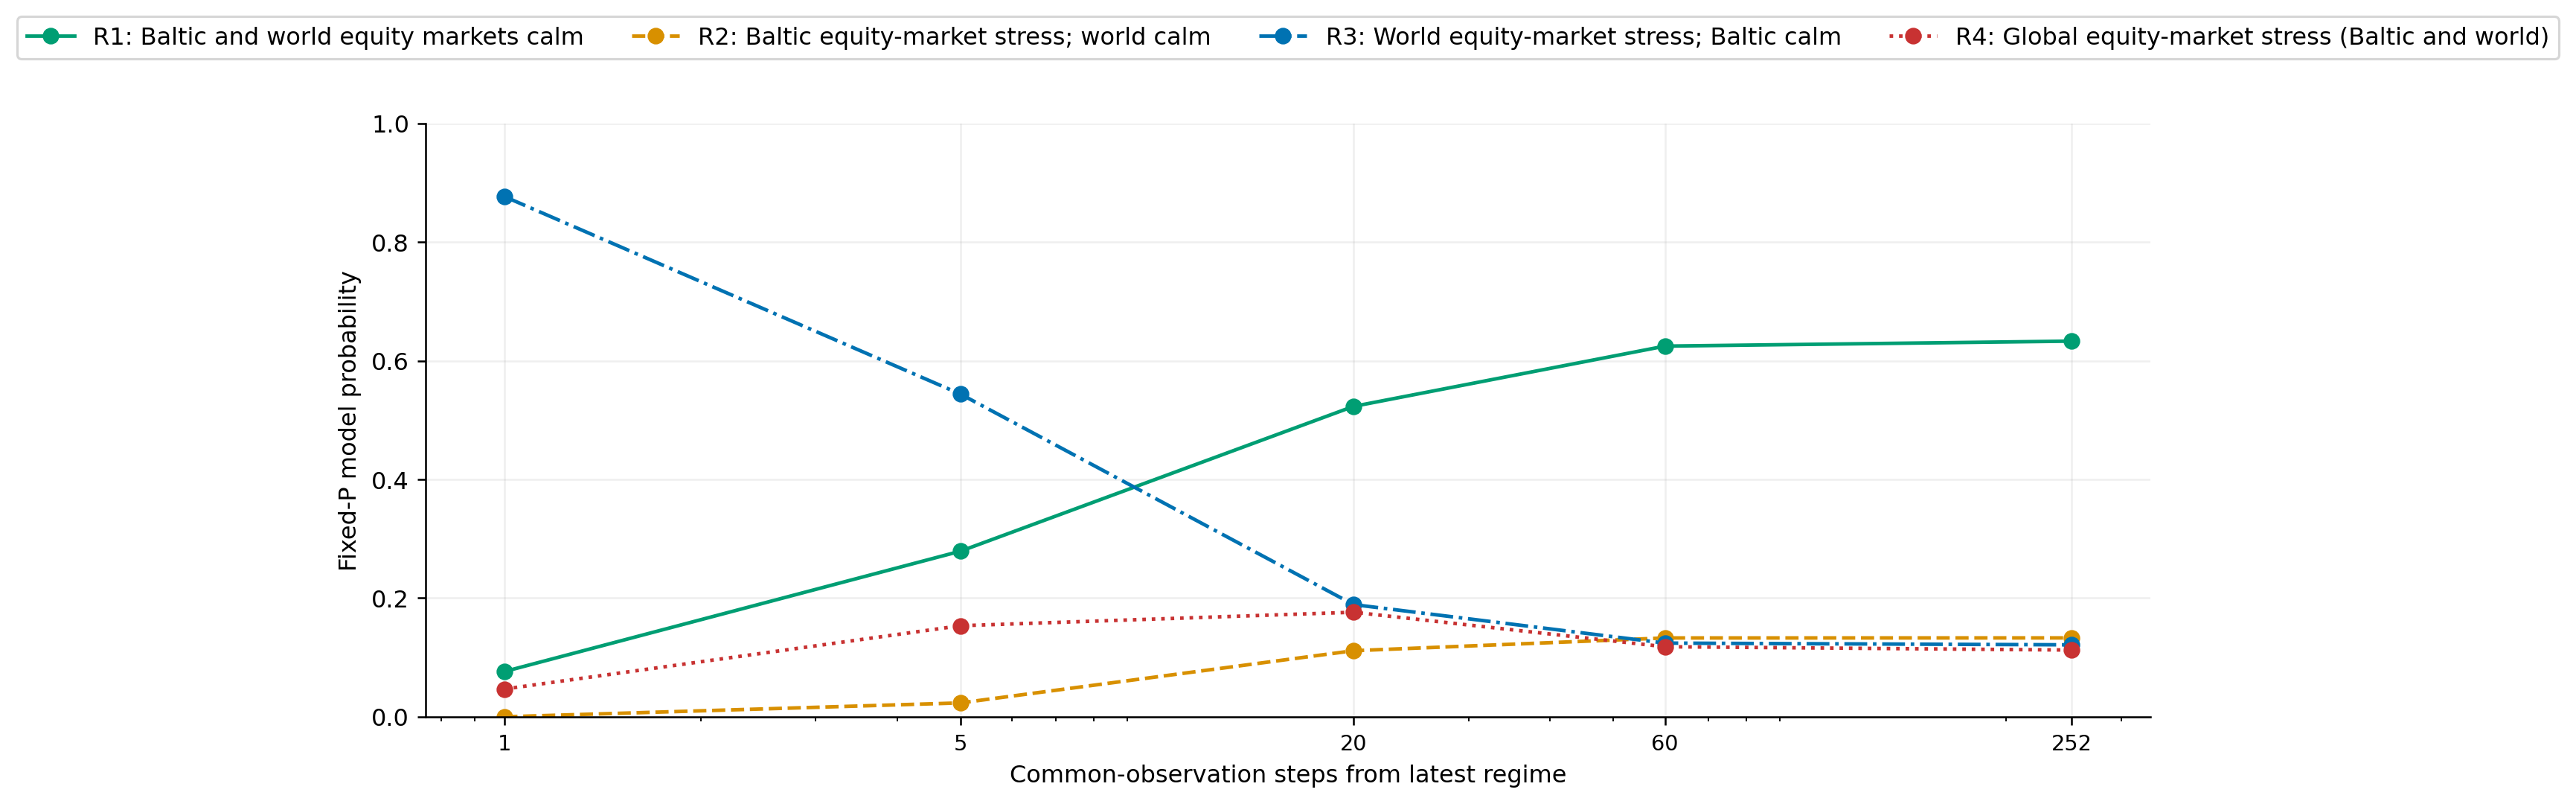 R1: Baltic and world equity markets calm R2: Baltic equity-market stress; world calm R3: World equity-market stress; Baltic calm R4: Global equity-market stress (Baltic and world)
Fixed-P model probability
1.0
0.8
0.6
0.4
0.2
0.0
1 5 20 60 252
Common-observation steps from latest regime